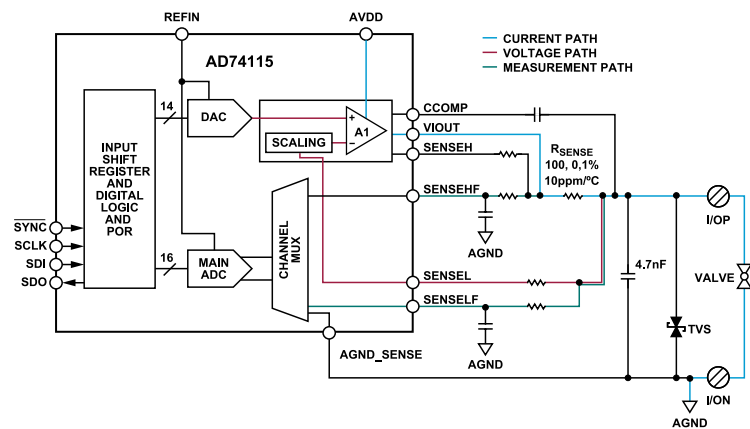 REFIN
AVDD
CURRENT PATH
VOLTAGE PATH
MEASUREMENT PATH
AD74115
14
DAC
+
−
A1
SCALING
CCOMP
VIOUT
SENSEH
RSENSE
100, 0,1%
10ppm/ºC
INPUT
SHIFT
REGISTER
AND
DIGITAL
LOGIC
AND
POR
SENSEHF
I/OP
AGND
CHANNEL
MUX
SYNC
SCLK
SDI
SDO
16
MAIN
ADC
SENSEL
4.7nF
VALVE
SENSELF
TVS
AGND_SENSE
AGND
I/ON
AGND